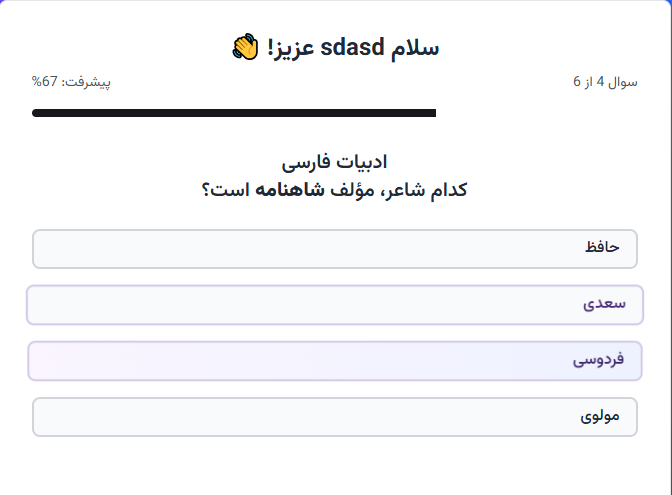 سلام sdasd عزیز! 👋
سوال 4 از 6
پیشرفت: 67%
ادبیات فارسی
کدام شاعر، مؤلف شاهنامه است؟
حافظ
سعدی
فردوسی
مولوی